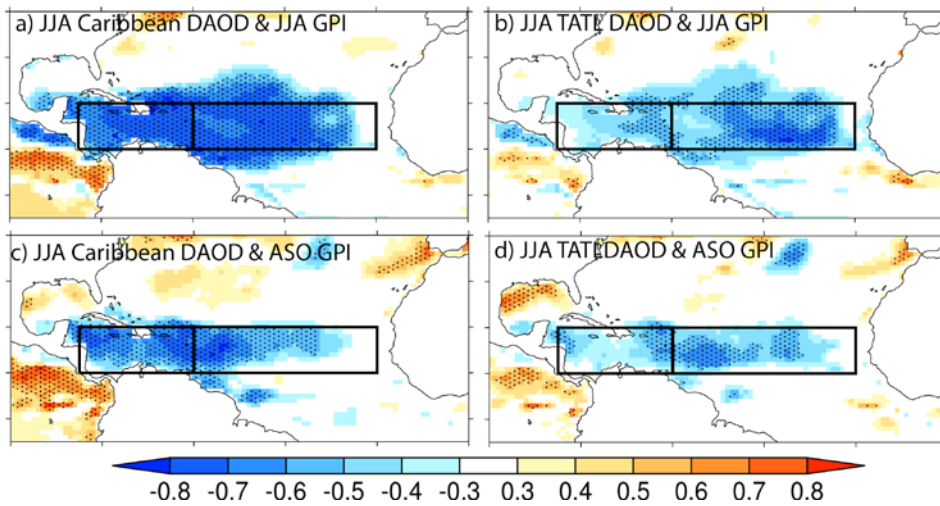 a) JJA Caribbean DAOD & JJA GPI
b) JJA TATL DAOD & JJA GPI
c) JJA Caribbean DAOD & ASO GPI
d) JJA TATLDAOD & ASO GPI
-0.8 -0.7 -0.6 -0.5 -0.4 -0.3 0.3 0.4 0.5 0.6 0.7 0.8